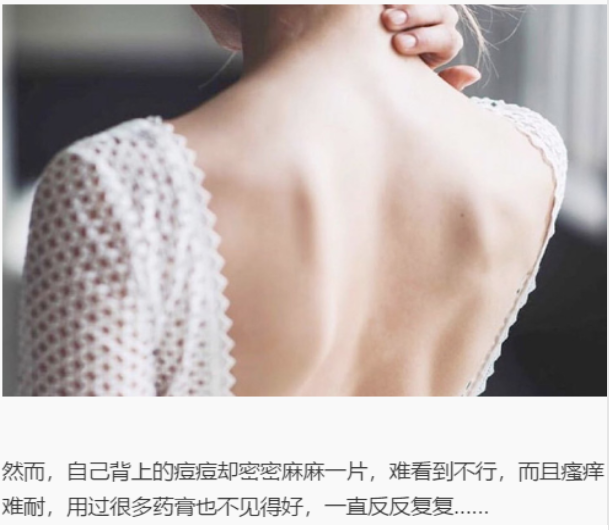 然而，自己背上的痘痘却密密麻麻一片，难看到不行，而且瘙痒
难耐，用过很多药膏也不见得好，一直反反复复......